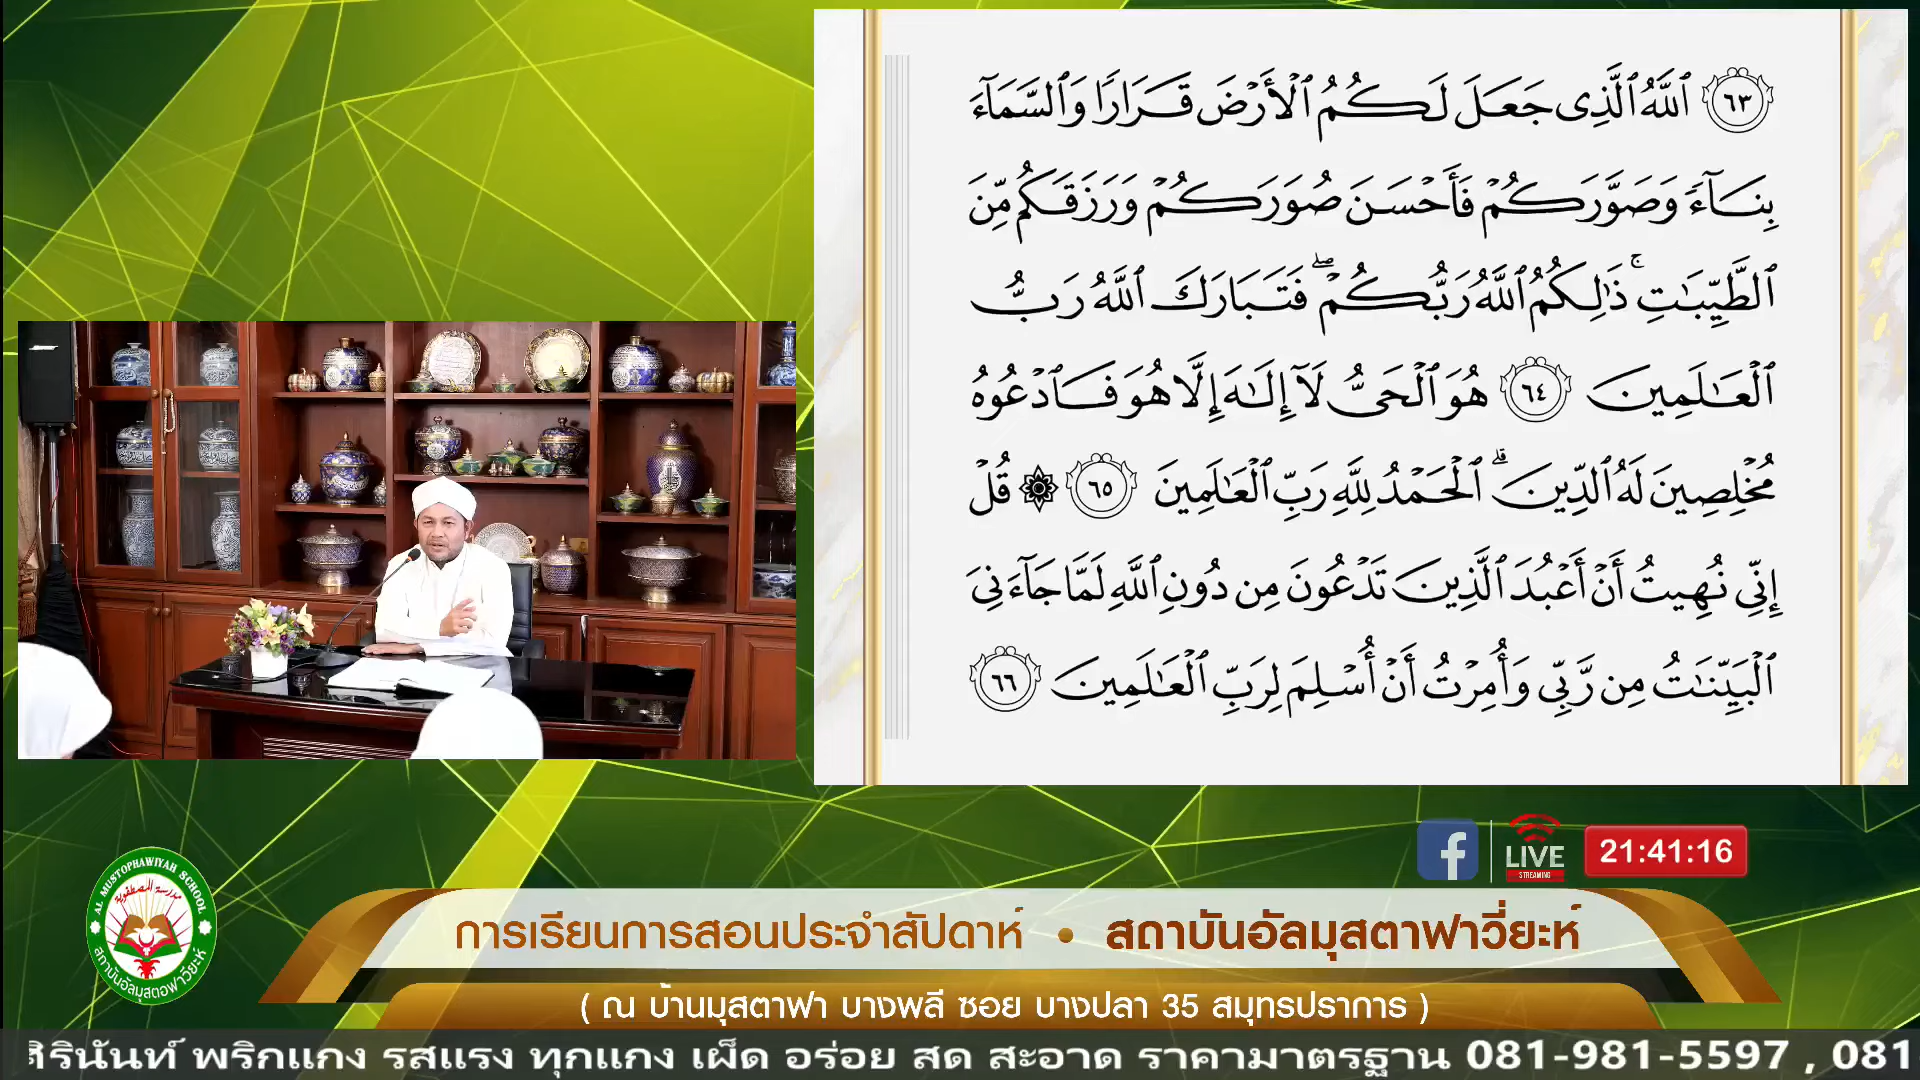 ٦٣ ٱللَّهُ ٱلَّذِى جَعَلَ لَكُمُ ٱلْأَرْضَ قَرَارًا وَٱلسَّمَآءَ
بِنَآءً وَصَوَّرَكُمْ فَأَحْسَنَ صُوَرَكُمْ وَرَزَقَكُم مِّنَ
ٱلطَّيِّبَٰتِ ۚ ذَٰلِكُمُ ٱللَّهُ رَبُّكُمْ ۖ فَتَبَارَكَ ٱللَّهُ رَبُّ
ٱلْعَٰلَمِينَ ٦٤ هُوَ ٱلْحَىُّ لَآ إِلَٰهَ إِلَّا هُوَ فَٱدْعُوهُ
مُخْلِصِينَ لَهُ ٱلدِّينَ ۗ ٱلْحَمْدُ لِلَّهِ رَبِّ ٱلْعَٰلَمِينَ ٦٥ ۞ قُلْ
إِنِّى نُهِيتُ أَنْ أَعْبُدَ ٱلَّذِينَ تَدْعُونَ مِن دُونِ ٱللَّهِ لَمَّا جَآءَنِىَ
ٱلْبَيِّنَٰتُ مِن رَّبِّى وَأُمِرْتُ أَنْ أُسْلِمَ لِرَبِّ ٱلْعَٰلَمِينَ ٦٦
f LIVE STREAMING 21:41:16
AL MUSTOPHAWIYAH SCHOOL
مدرسة المصطفوية
สถาบันอัลมุสตอฟาวียะห์
การเรียนการสอนประจำสัปดาห์ • สถาบันอัลมุสตาฟาวี่ยะห์
( ณ บ้านมุสตาฟา บางพลี ซอย บางปลา 35 สมุทรปราการ )
สิรินันท์ พริกแกง รสแรง ทุกแกง เผ็ด อร่อย สด สะอาด ราคามาตรฐาน 081-981-5597 , 081